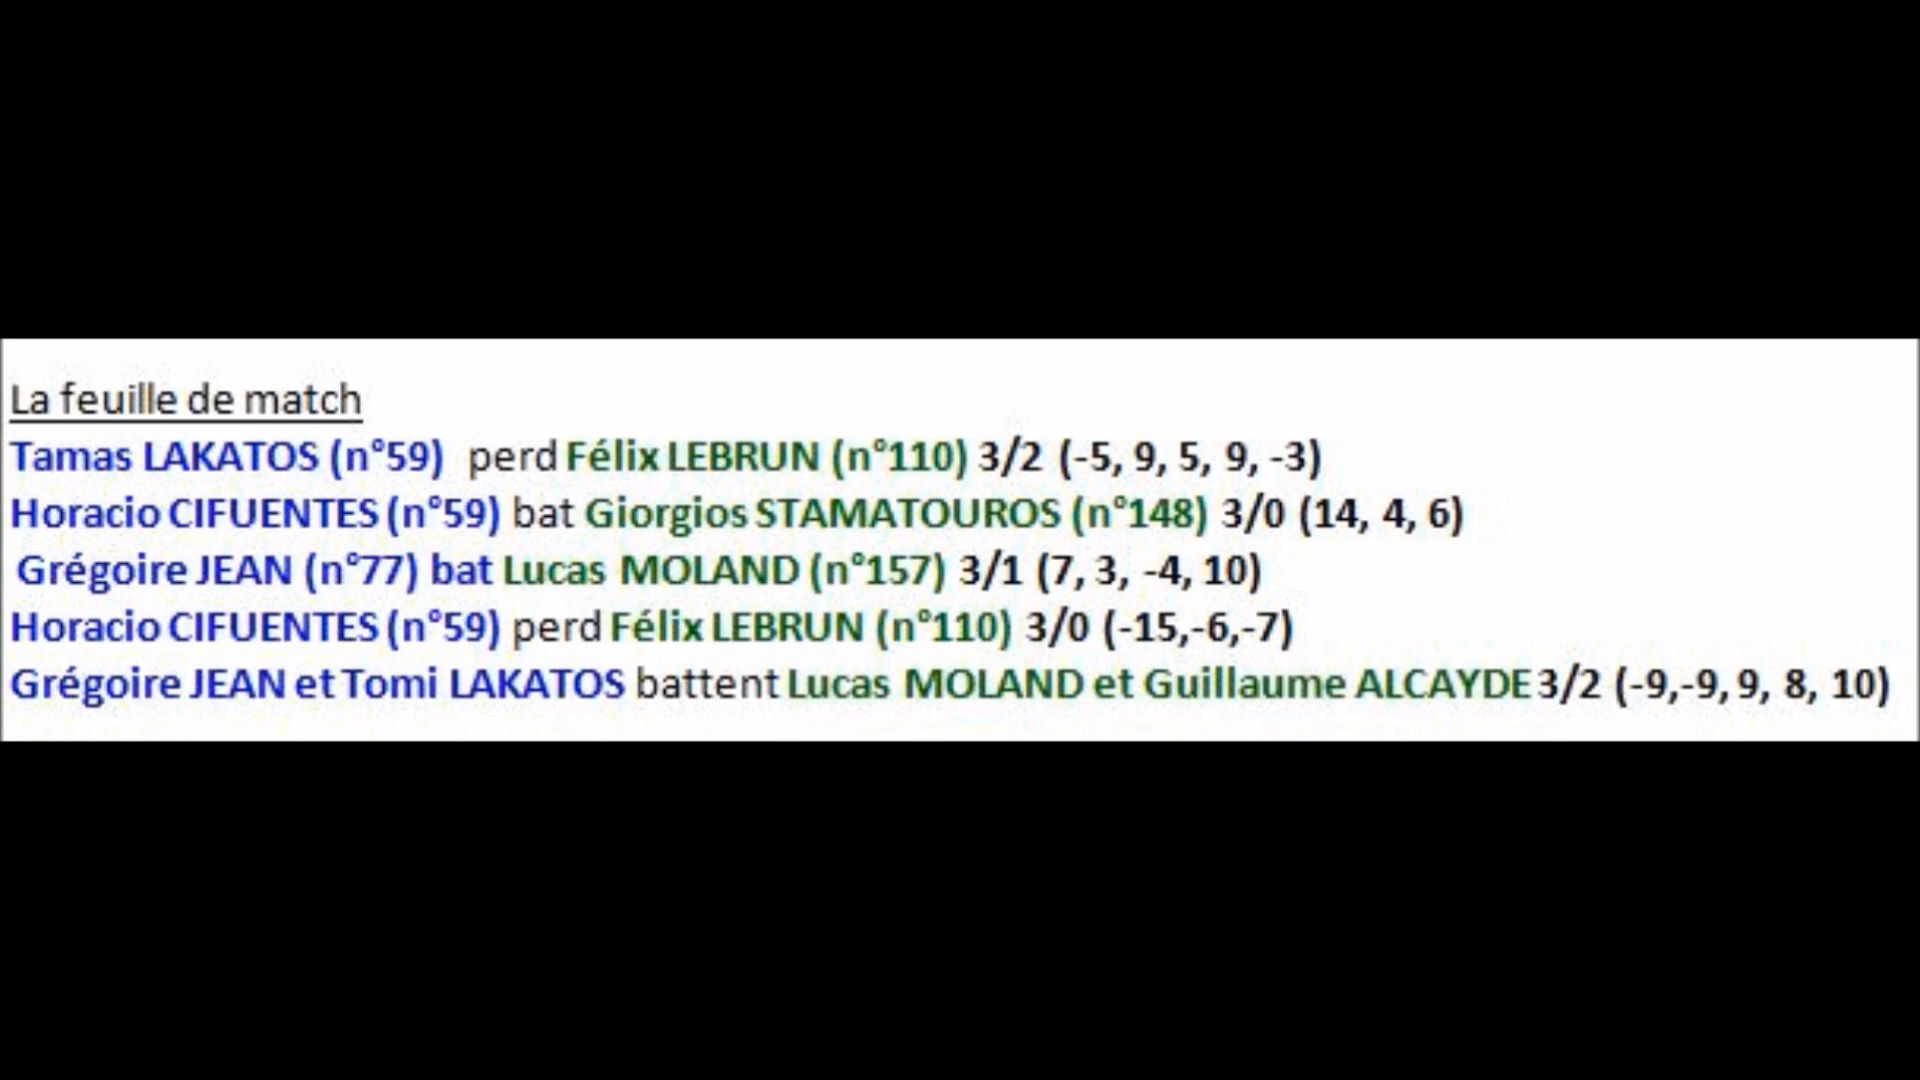 La feuille de match
Tamas LAKATOS (n°59) perd Félix LEBRUN (n°110) 3/2 (-5, 9, 5, 9, -3)
Horacio CIFUENTES (n°59) bat Giorgios STAMATOUROS (n°148) 3/0 (14, 4, 6)
Grégoire JEAN (n°77) bat Lucas MOLAND (n°157) 3/1 (7, 3, -4, 10)
Horacio CIFUENTES (n°59) perd Félix LEBRUN (n°110) 3/0 (-15,-6,-7)
Grégoire JEAN et Tomi LAKATOS battent Lucas MOLAND et Guillaume ALCAYDE 3/2 (-9,-9, 9, 8, 10)